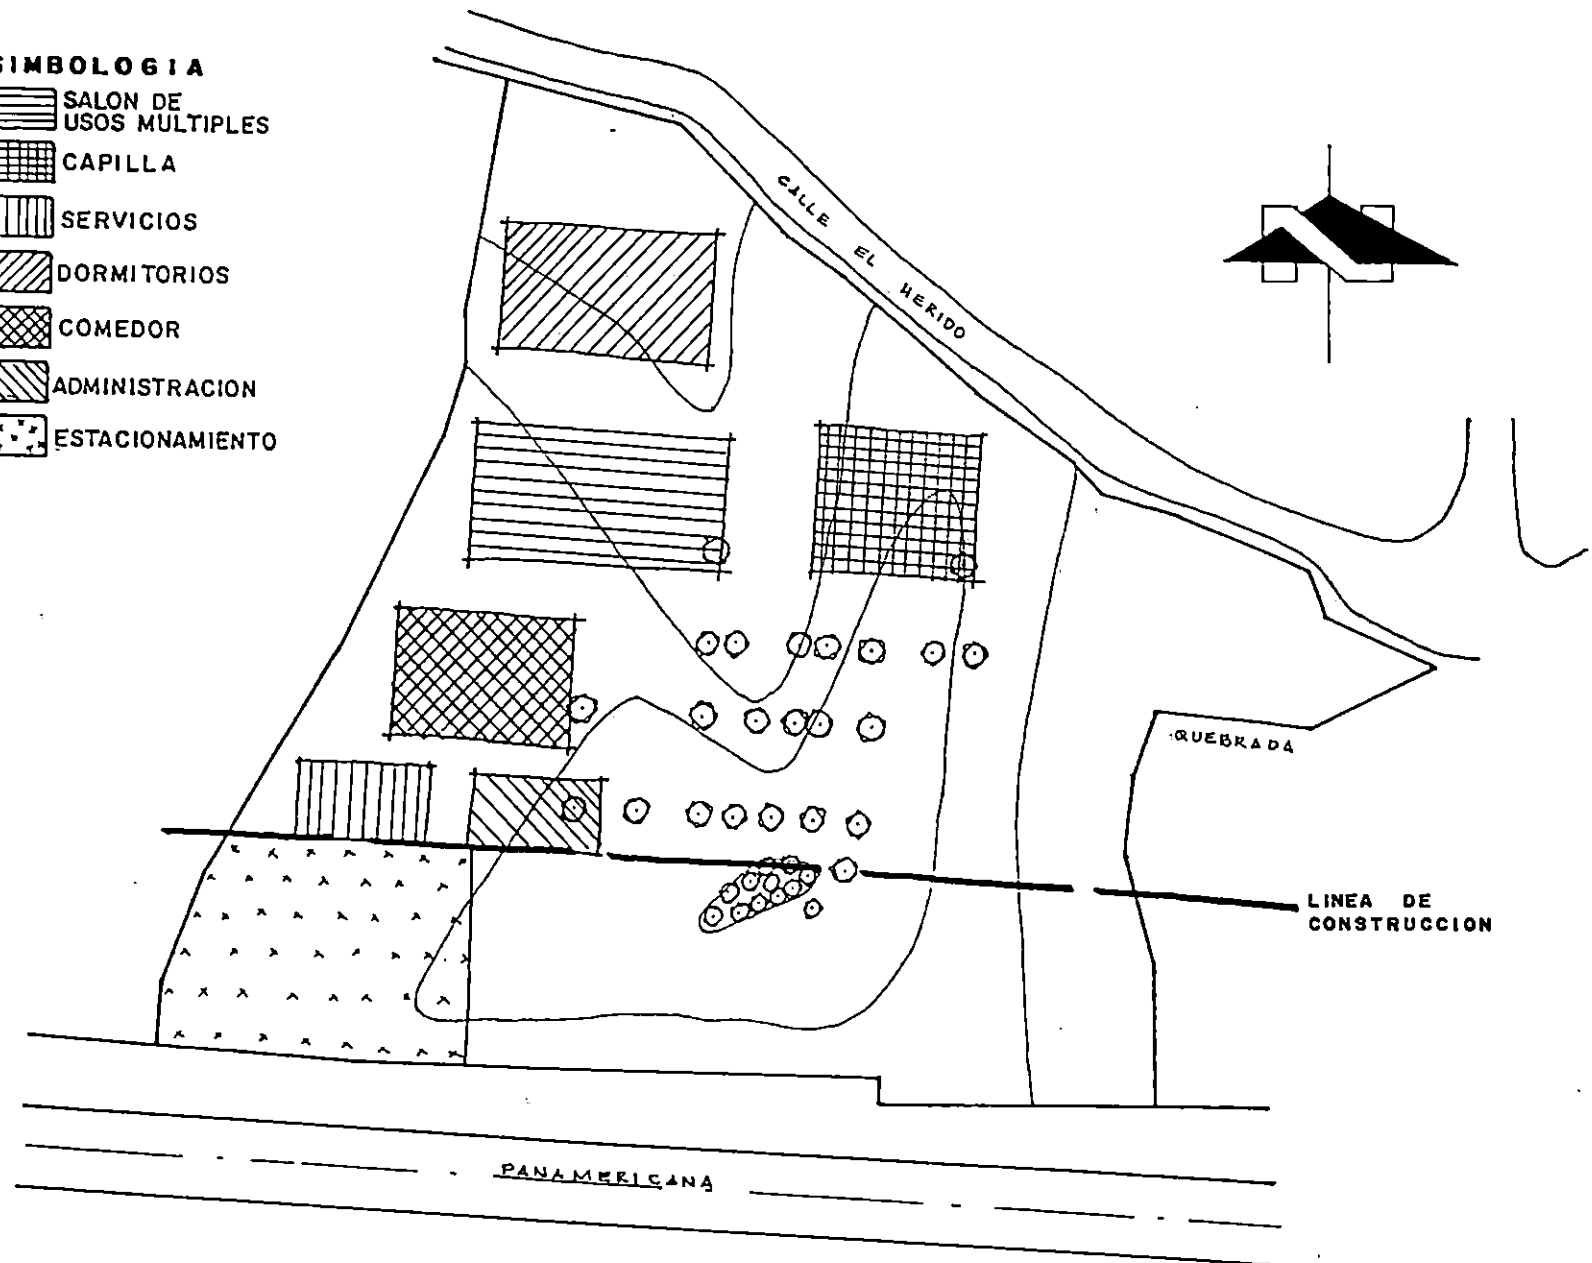 SIMBOLOGIA
SALON DE
USOS MULTIPLES
CAPILLA
SERVICIOS
DORMITORIOS
COMEDOR
ADMINISTRACION
ESTACIONAMIENTO
CALLE EL HERIDO
QUEBRADA
LINEA DE
CONSTRUCCION
PANAMERICANA